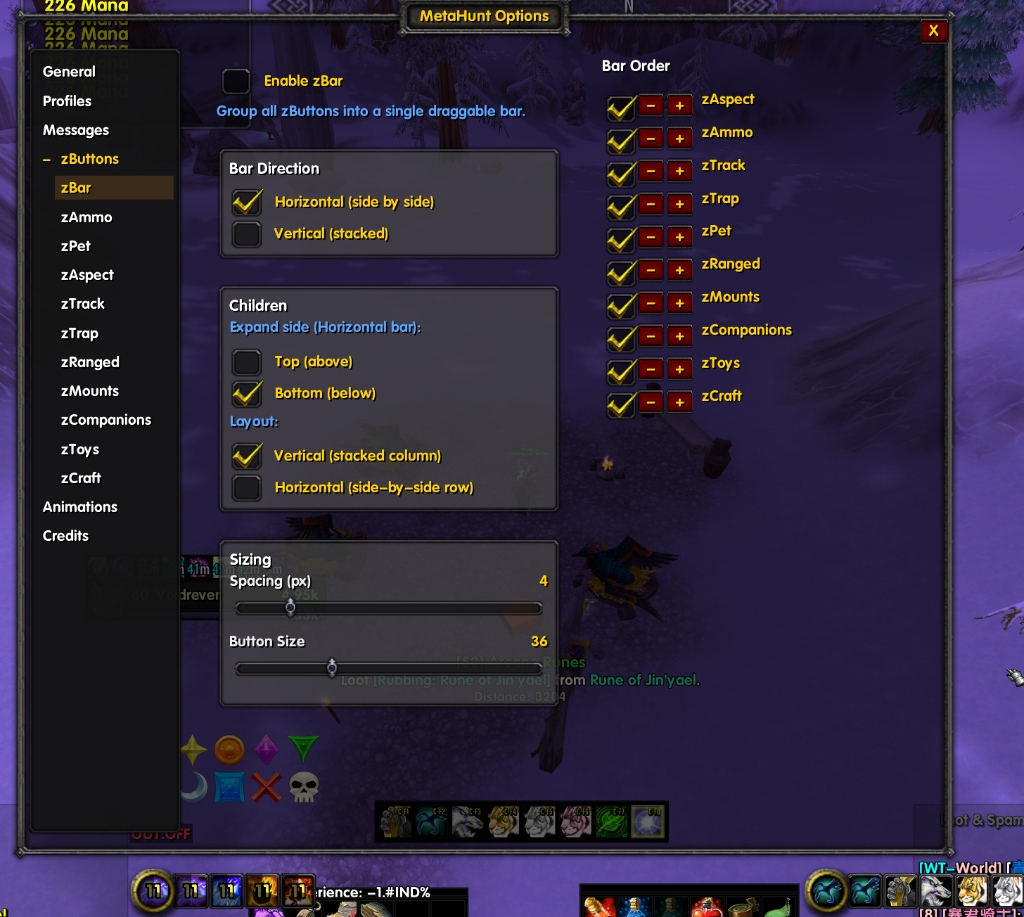 226 Mana
226 Mana
N
MetaHunt Options
X
General
Profiles
Messages
– zButtons
zBar
zAmmo
zPet
zAspect
zTrack
zTrap
zRanged
zMounts
zCompanions
zToys
zCraft
Animations
Credits
Enable zBar
Group all zButtons into a single draggable bar.
Bar Direction
Horizontal (side by side)
Vertical (stacked)
Children
Expand side (Horizontal bar):
Top (above)
Bottom (below)
Layout:
Vertical (stacked column)
Horizontal (side-by-side row)
Sizing
Spacing (px) 4
Button Size 36
Bar Order
– + zAspect
– + zAmmo
– + zTrack
– + zTrap
– + zPet
– + zRanged
– + zMounts
– + zCompanions
– + zToys
– + zCraft
41m
Loot [Rubbing: Rune of Jin'yael] from Rune of Jin'yael.
Distance: 3204
OUT:OFF
11 11 11 11 11
rience: -1.#IND%
[WT-World]